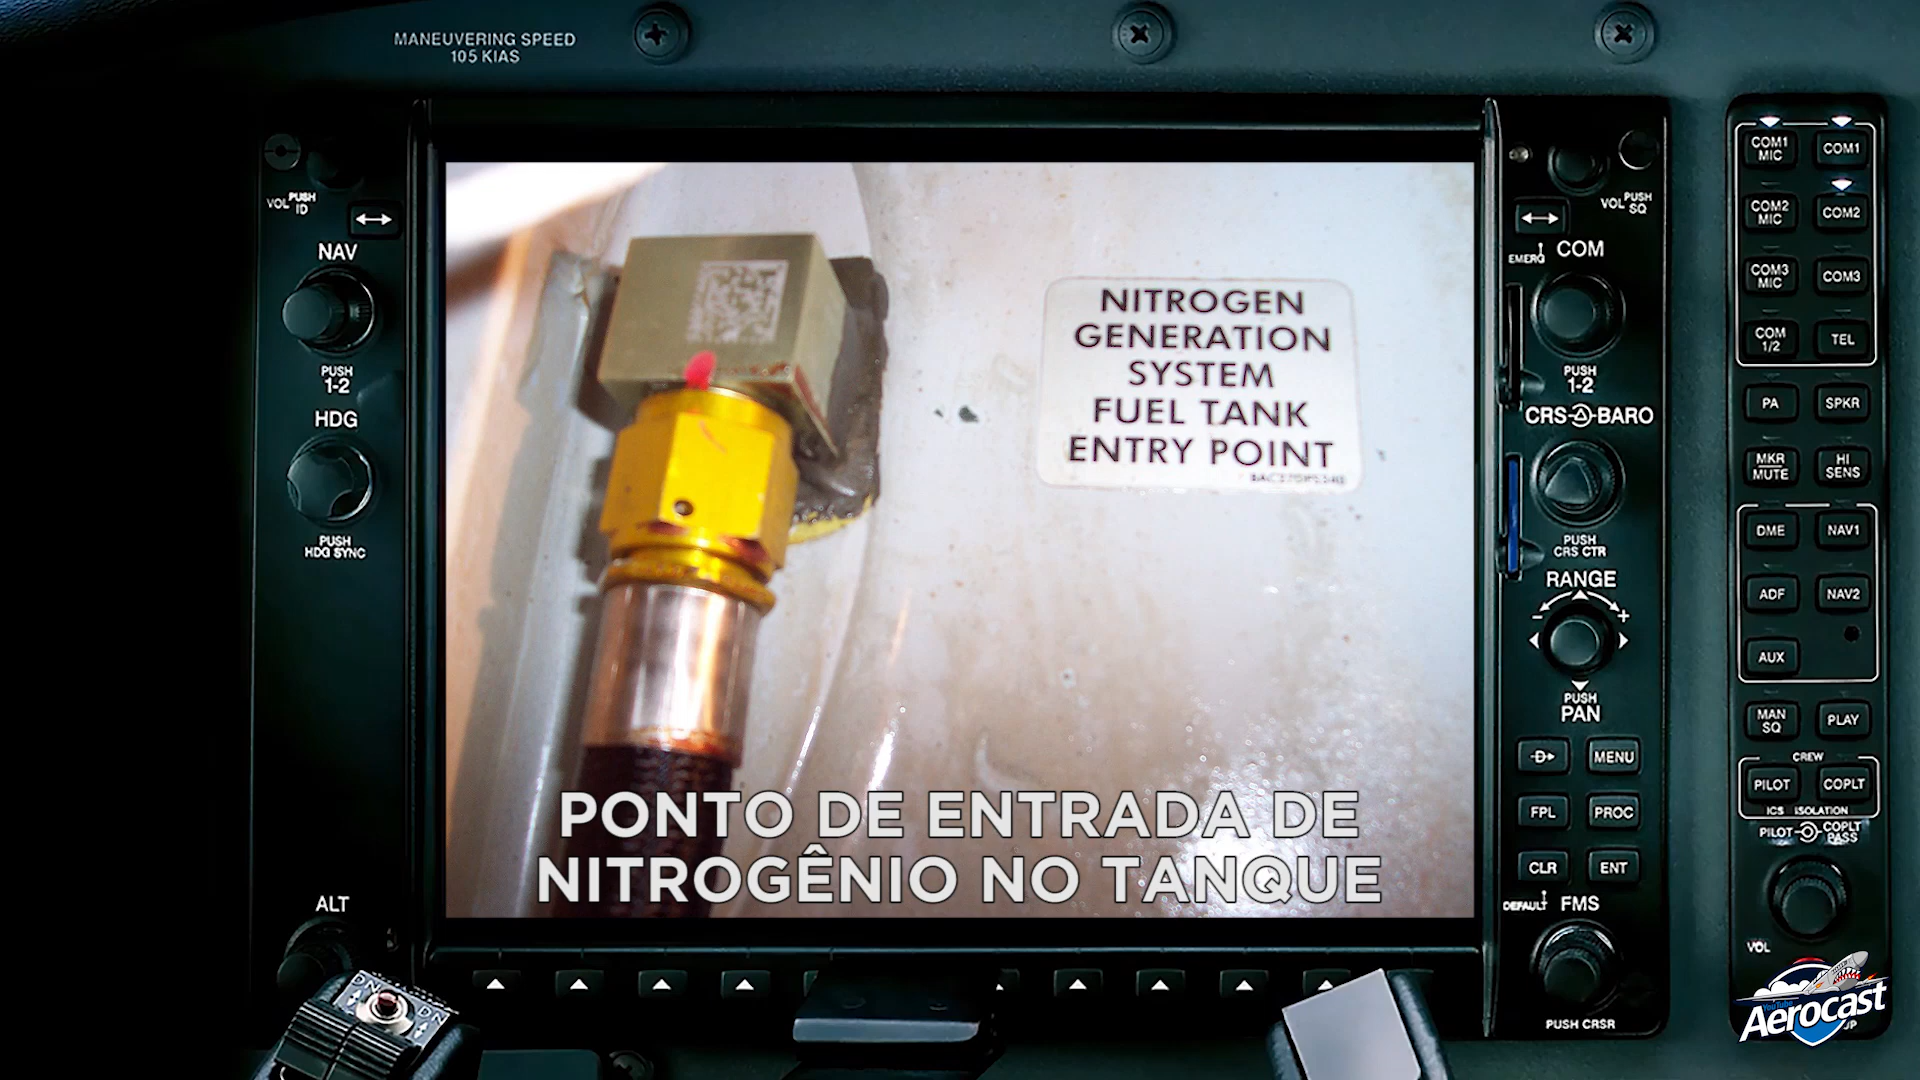 MANEUVERING SPEED
105 KIAS
VOL PUSH
ID
NAV
PUSH
1-2
HDG
PUSH
HDG SYNC
ALT
DN
DN
NITROGEN
GENERATION
SYSTEM
FUEL TANK
ENTRY POINT
PONTO DE ENTRADA DE
NITROGÊNIO NO TANQUE
VOL PUSH
SQ
EMERG
COM
PUSH
1-2
CRS BARO
PUSH
CRS CTR
RANGE
- +
PUSH
PAN
D MENU
FPL PROC
CLR ENT
DEFAULT FMS
PUSH CRSR
COM1
MIC
COM1
COM2
MIC
COM2
COM3
MIC
COM3
COM
1/2
TEL
PA SPKR
MKR
MUTE
HI
SENS
DME NAV1
ADF NAV2
AUX
MAN
SQ
PLAY
CREW
PILOT COPLT
ICS ISOLATION
PILOT COPLT
PASS
VOL
YouTube
Aerocast